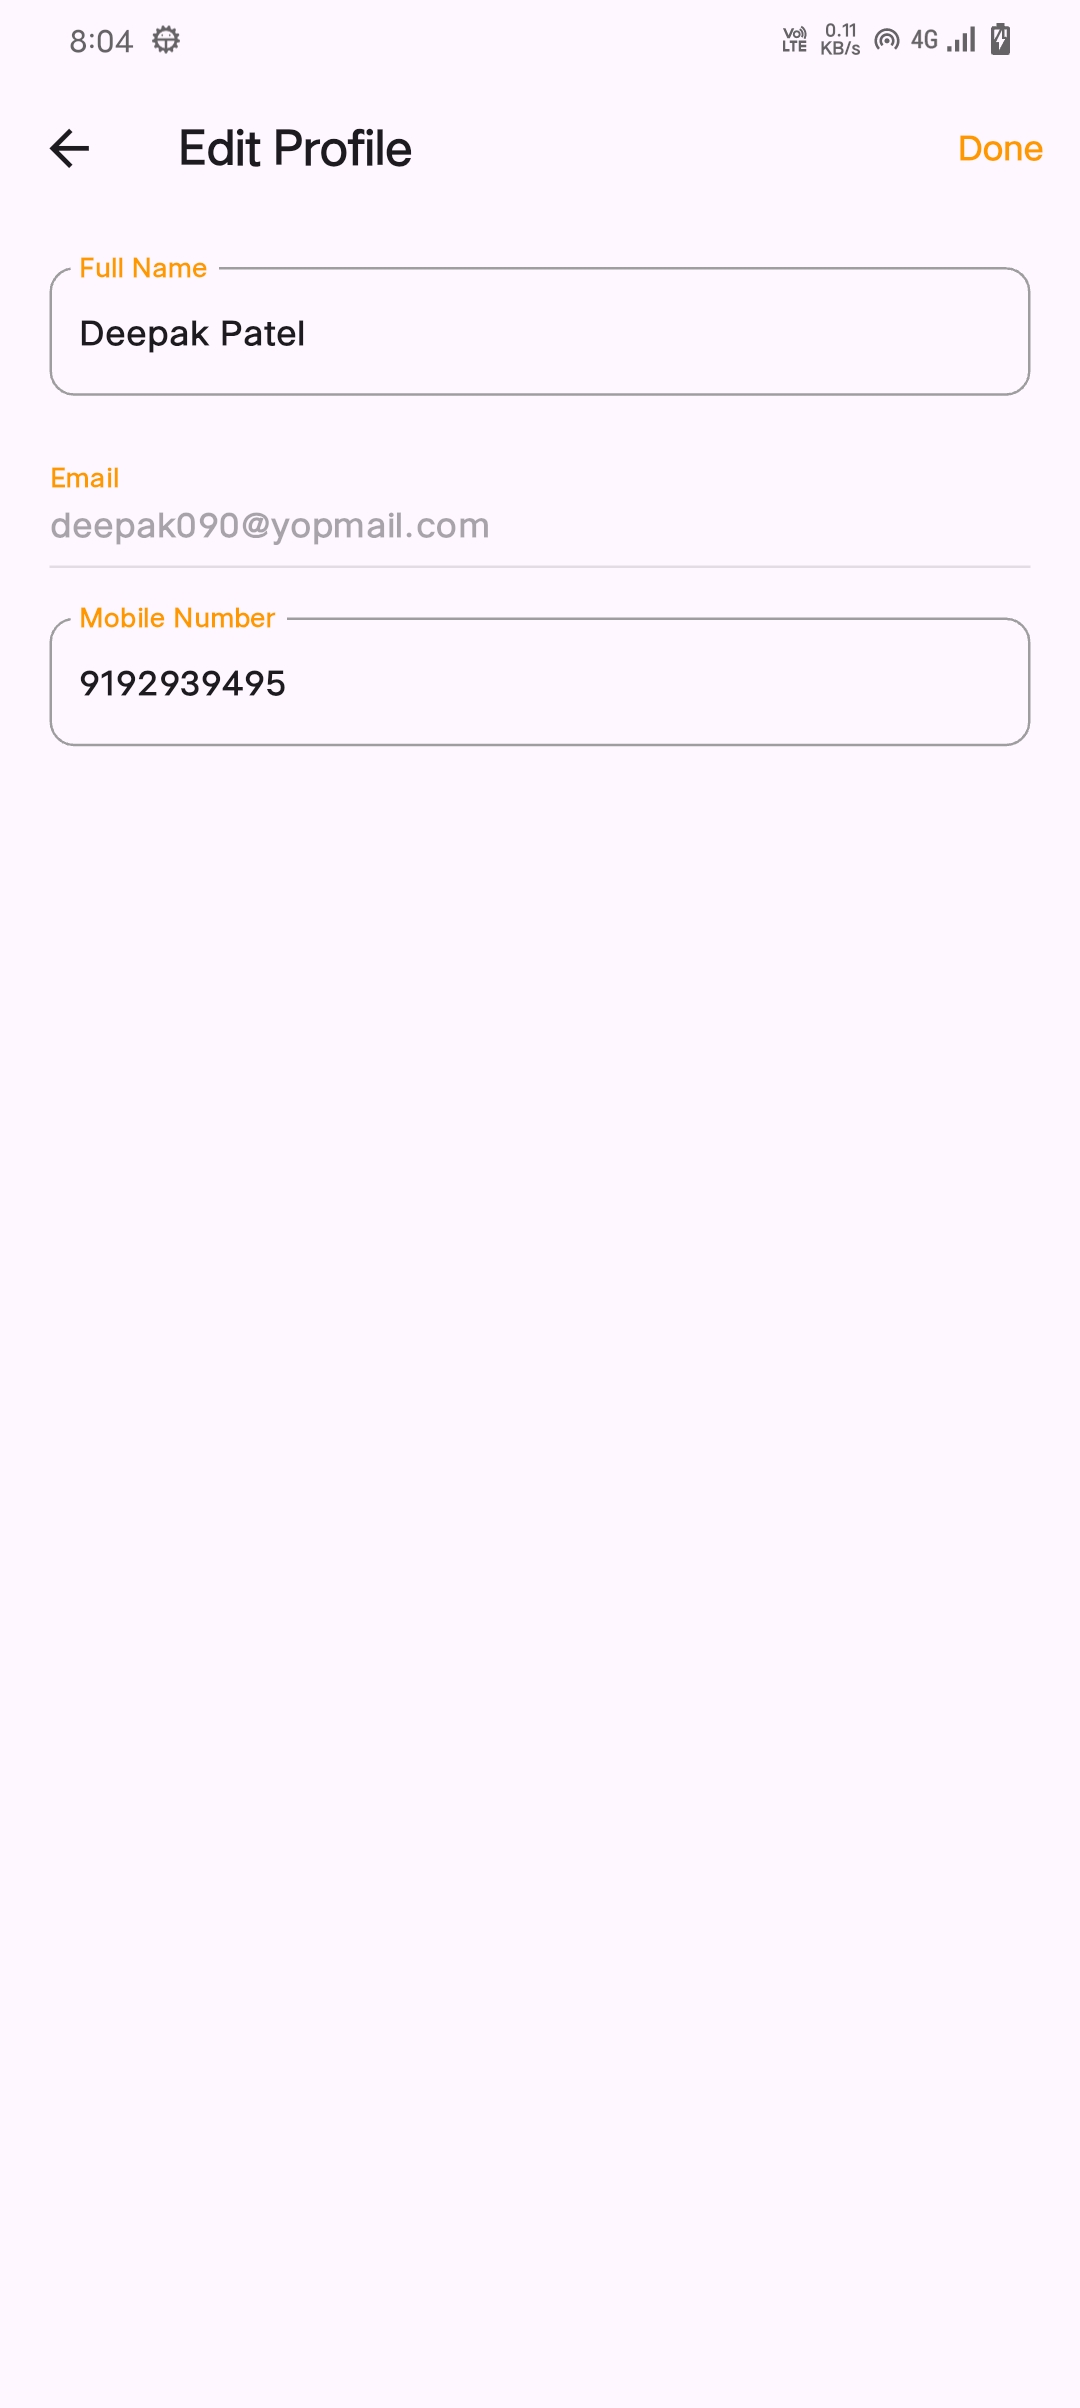 8:04
Vo) LTE 0.11 KB/s 4G
Edit Profile
Done
Full Name
Deepak Patel
Email
deepak090@yopmail.com
Mobile Number
9192939495